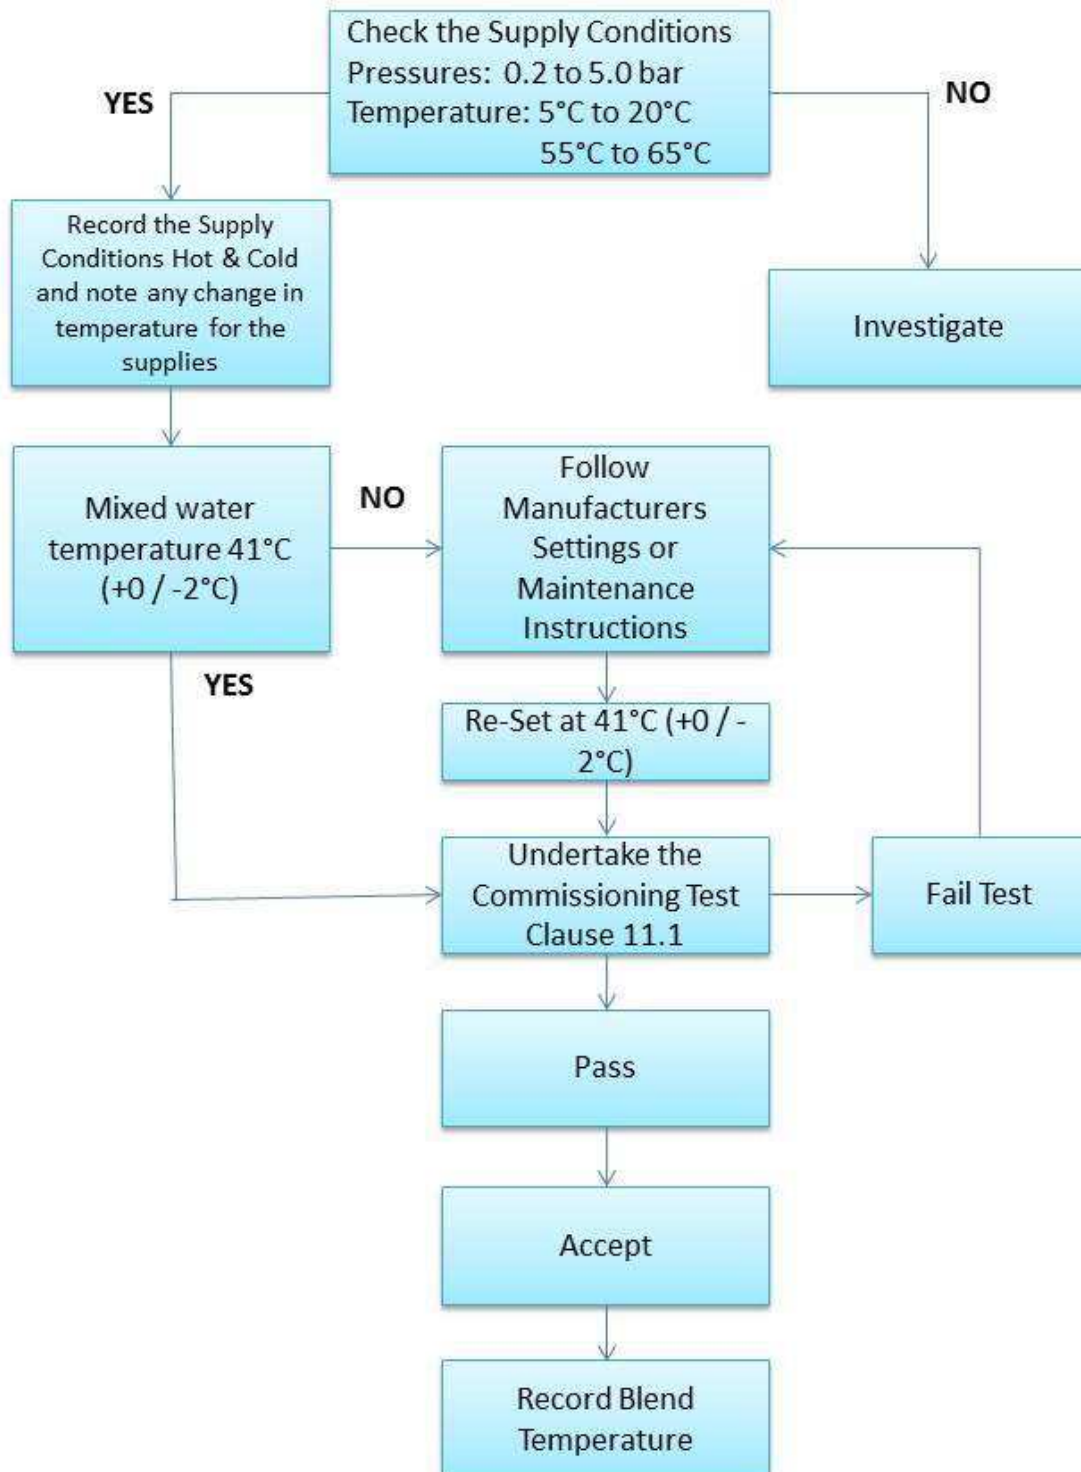 Check the Supply Conditions
Pressures: 0.2 to 5.0 bar
Temperature: 5°C to 20°C
55°C to 65°C
YES
NO
Record the Supply
Conditions Hot & Cold
and note any change in
temperature for the
supplies
Investigate
Mixed water
temperature 41°C
(+0 / -2°C)
NO
Follow
Manufacturers
Settings or
Maintenance
Instructions
YES
Re-Set at 41°C (+0 / -
2°C)
Undertake the
Commissioning Test
Clause 11.1
Fail Test
Pass
Accept
Record Blend
Temperature